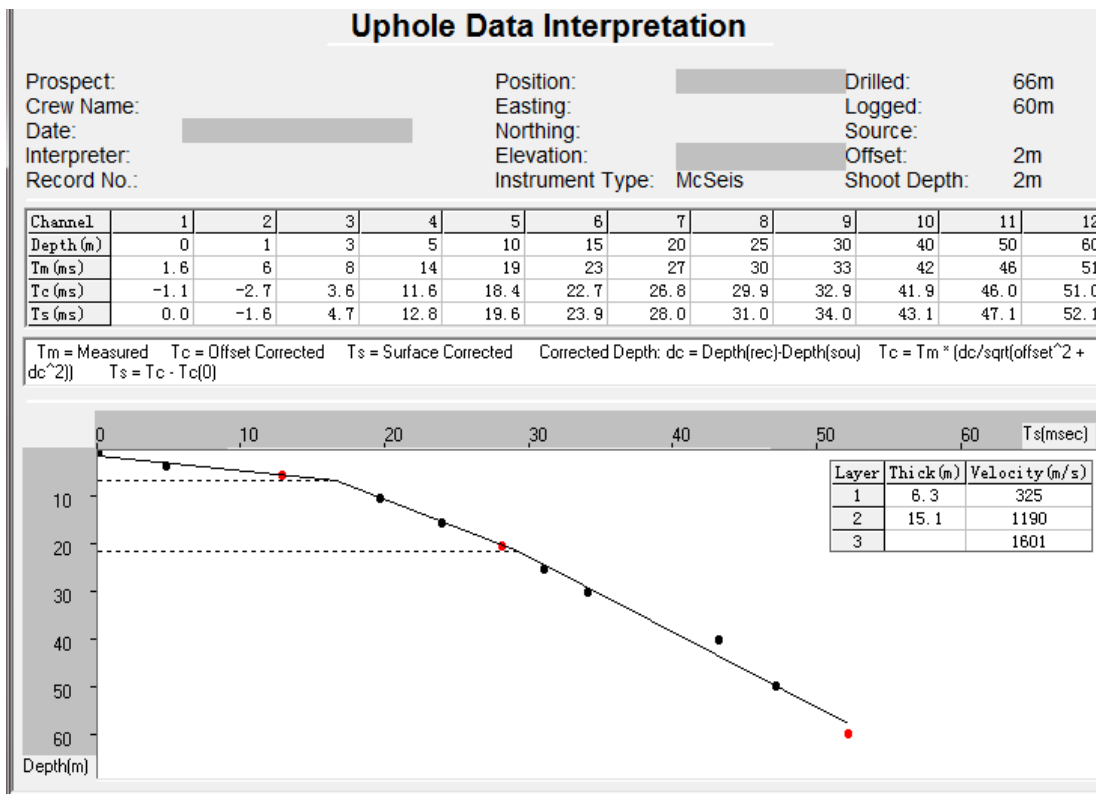 Uphole Data Interpretation
Prospect: Position: Drilled: 66m
Crew Name: Easting: Logged: 60m
Date: Northing: Source:
Interpreter: Elevation: Offset: 2m
Record No.: Instrument Type: McSeis Shoot Depth: 2m
Channel 1 2 3 4 5 6 7 8 9 10 11 12
Depth(m) 0 1 3 5 10 15 20 25 30 40 50 60
Tm(ms) 1.6 6 8 14 19 23 27 30 33 42 46 51
Tc(ms) -1.1 -2.7 3.6 11.6 18.4 22.7 26.8 29.9 32.9 41.9 46.0 51.0
Ts(ms) 0.0 -1.6 4.7 12.8 19.6 23.9 28.0 31.0 34.0 43.1 47.1 52.1
Tm = Measured Tc = Offset Corrected Ts = Surface Corrected Corrected Depth: dc = Depth(rec)-Depth(sou) Tc = Tm * (dc/sqrt(offset^2 +
dc^2)) Ts = Tc - Tc(0)
0 10 20 30 40 50 60 Ts(msec)
Layer Thick(m) Velocity(m/s)
1 6.3 325
2 15.1 1190
3 1601
10
20
30
40
50
60
Depth(m)